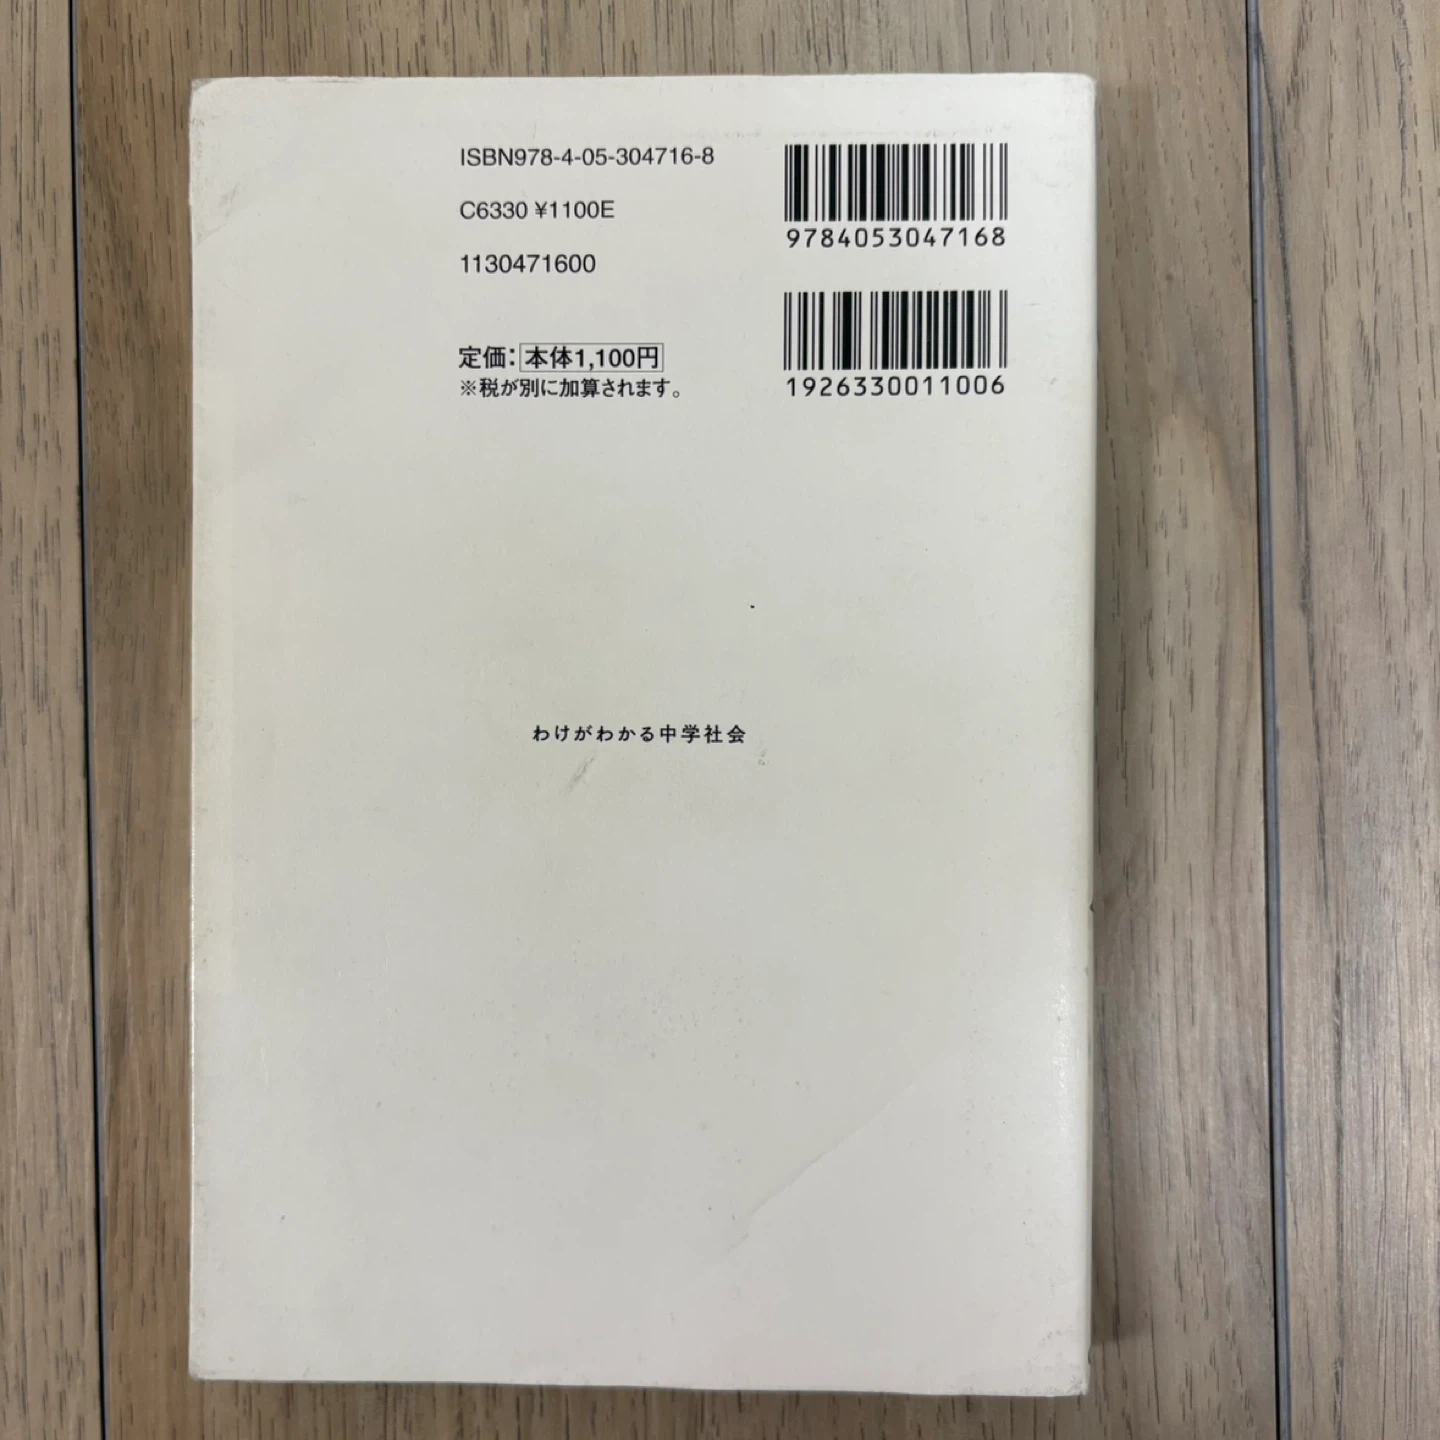 ISBN978-4-05-304716-8
C6330 ¥1100E
1130471600
定価：本体1,100円
※税が別に加算されます。
9784053047168
1926330011006
わけがわかる中学社会